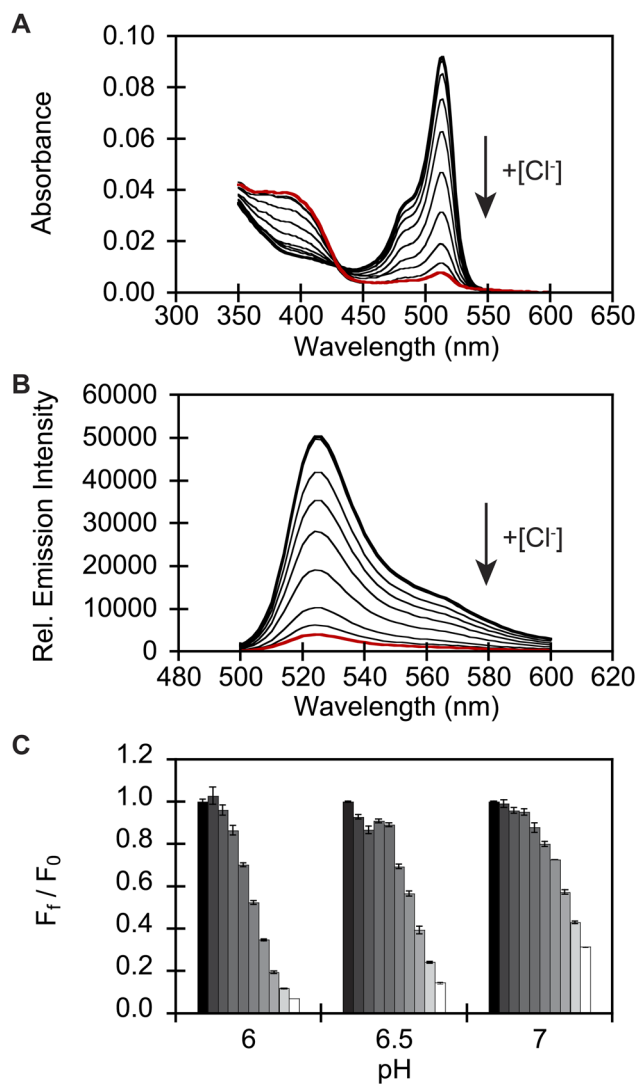 A
0.10
0.08
0.06
0.04
0.02
0.00
Absorbance
+[Cl-]
300 350 400 450 500 550 600 650
Wavelength (nm)
B
60000
50000
40000
30000
20000
10000
0
Rel. Emission Intensity
+[Cl-]
480 500 520 540 560 580 600 620
Wavelength (nm)
C
1.2
1.0
0.8
0.6
0.4
0.2
0.0
Ff / F0
6 6.5 7
pH